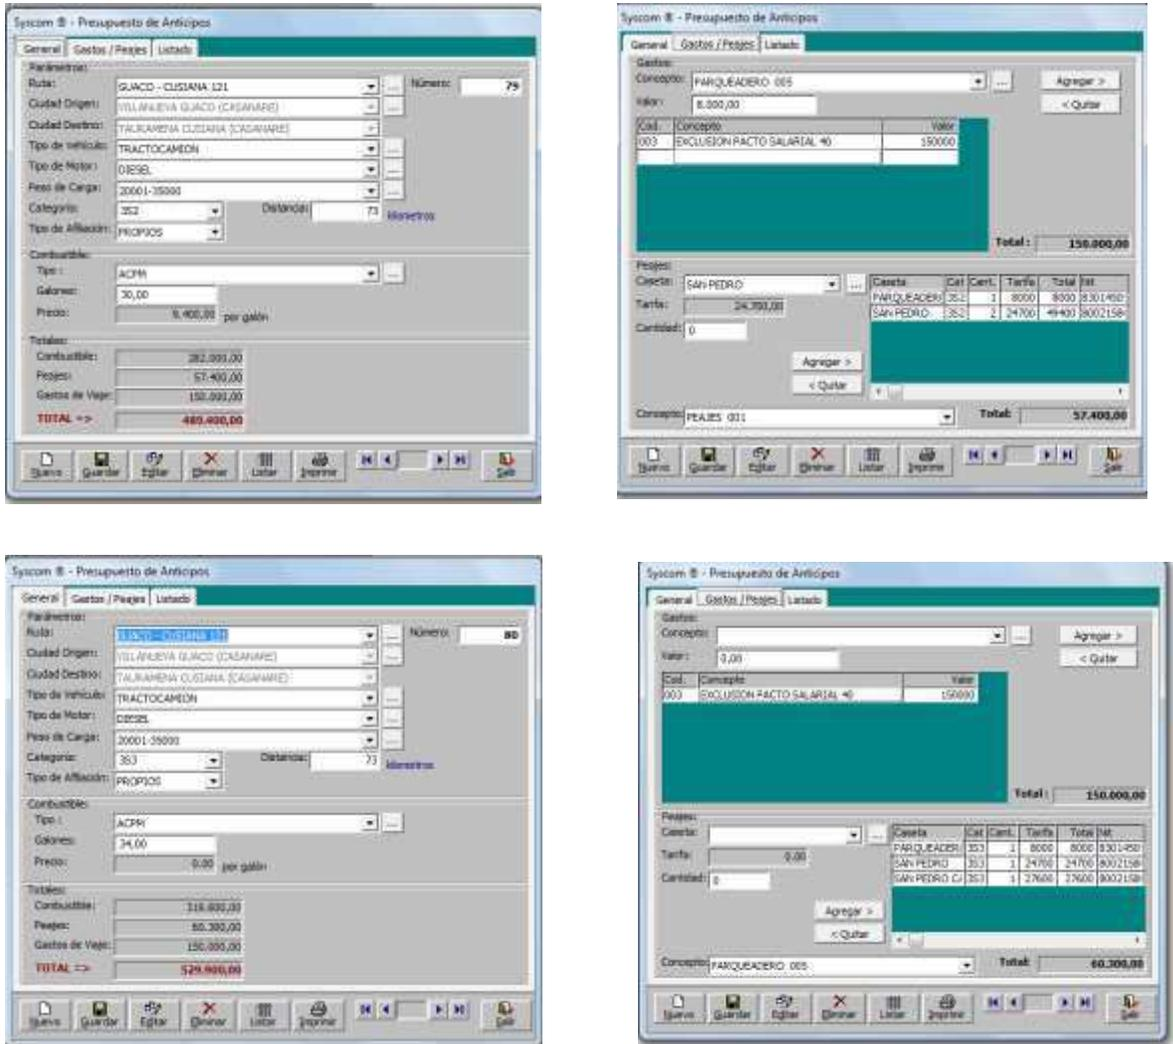 Syscom ® - Presupuesto de Anticipos
General Gastos / Peajes Listado
Parámetros:
Ruta: GUACO - CUSIANA 121 ... Número: 79
Ciudad Origen: VILLANUEVA GUACO (CASANARE) ...
Ciudad Destino: TAURAMENA CUSIANA (CASANARE)
Tipo de Vehículo: TRACTOCAMION ...
Tipo de Motor: DIESEL ...
Peso de Carga: 20001-35000 ...
Categoría: 3S2 Distancia: 73 kilometros
Tipo de Afiliación: PROPIOS
Combustible:
Tipo : ACPM ...
Galones: 30,00
Precio: 9.400,00 por galón
Totales:
Combustible: 282.000,00
Peajes: 57.400,00
Gastos de Viaje: 150.000,00
TOTAL => 489.400,00
Nuevo Guardar Editar Eliminar Listar Imprimir Salir
Syscom ® - Presupuesto de Anticipos
General Gastos / Peajes Listado
Gastos:
Concepto: PARQUEADERO 005 ... Agregar >
Valor: 8.000,00 < Quitar
Cod. Concepto Valor
003 EXCLUSION PACTO SALARIAL 40 150000
Total : 150.000,00
Peajes:
Caseta: SAN PEDRO ... Caseta Cat Cant. Tarifa Total Nit
Tarifa: 24.700,00 PARQUEADER 3S2 1 8000 8000 8301450
SAN PEDRO 3S2 2 24700 49400 8002158
Cantidad: 0
Agregar >
< Quitar
Concepto: PEAJES 001 Total: 57.400,00
Nuevo Guardar Editar Eliminar Listar Imprimir Salir
Syscom ® - Presupuesto de Anticipos
General Gastos / Peajes Listado
Parámetros:
Ruta: GUACO - CUSIANA 121 ... Número: 80
Ciudad Origen: VILLANUEVA GUACO (CASANARE) ...
Ciudad Destino: TAURAMENA CUSIANA (CASANARE)
Tipo de Vehículo: TRACTOCAMION ...
Tipo de Motor: DIESEL ...
Peso de Carga: 20001-35000 ...
Categoría: 3S3 Distancia: 73 kilometros
Tipo de Afiliación: PROPIOS
Combustible:
Tipo : ACPM ...
Galones: 34,00
Precio: 0.00 por galón
Totales:
Combustible: 319.600,00
Peajes: 60.300,00
Gastos de Viaje: 150.000,00
TOTAL => 529.900,00
Nuevo Guardar Editar Eliminar Listar Imprimir Salir
Syscom ® - Presupuesto de Anticipos
General Gastos / Peajes Listado
Gastos:
Concepto: ... Agregar >
Valor: 0,00 < Quitar
Cod. Concepto Valor
003 EXCLUSION PACTO SALARIAL 40 150000
Total : 150.000,00
Peajes:
Caseta: ... Caseta Cat Cant. Tarifa Total Nit
Tarifa: 0.00 PARQUEADER 3S3 1 8000 8000 8301450
SAN PEDRO 3S3 1 24700 24700 8002158
Cantidad: 0 SAN PEDRO CA 3S3 1 27600 27600 8002158
Agregar >
< Quitar
Concepto: PARQUEADERO 005 Total: 60.300,00
Nuevo Guardar Editar Eliminar Listar Imprimir Salir